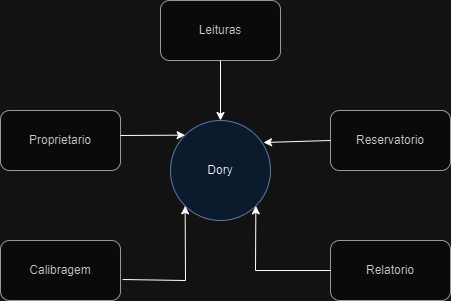 Leituras
Proprietario
Reservatorio
Dory
Calibragem
Relatorio